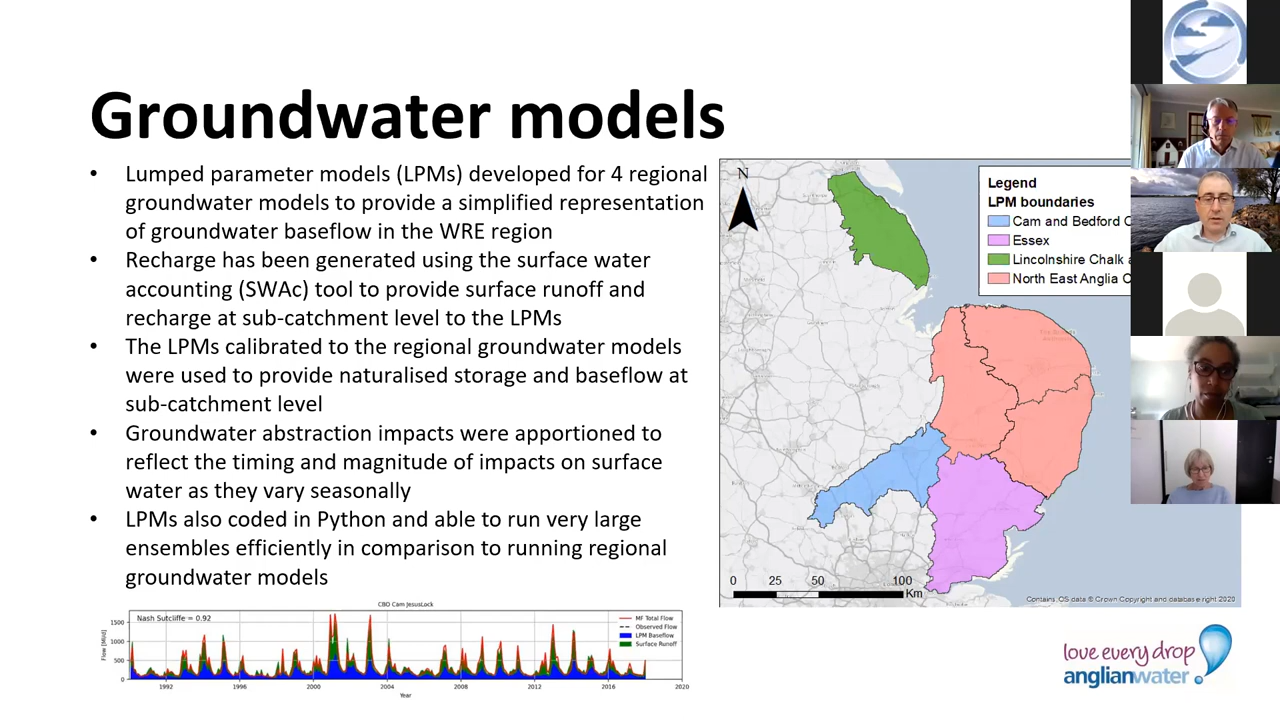 Groundwater models
• Lumped parameter models (LPMs) developed for 4 regional
groundwater models to provide a simplified representation
of groundwater baseflow in the WRE region
• Recharge has been generated using the surface water
accounting (SWAc) tool to provide surface runoff and
recharge at sub-catchment level to the LPMs
• The LPMs calibrated to the regional groundwater models
were used to provide naturalised storage and baseflow at
sub-catchment level
• Groundwater abstraction impacts were apportioned to
reflect the timing and magnitude of impacts on surface
water as they vary seasonally
• LPMs also coded in Python and able to run very large
ensembles efficiently in comparison to running regional
groundwater models
N
Legend
LPM boundaries
Cam and Bedford
Essex
Lincolnshire Chalk
North East Anglia
0 25 50 100
Km
Contains OS data © Crown Copyright and database right 2020
CBO Cam JesusLock
Nash Sutcliffe = 0.92
MF Total Flow
Observed Flow
LPM Baseflow
Surface Runoff
Flow [Ml/d]
1500
1000
500
0
1992 1996 2000 2004 2008 2012 2016 2020
Year
love every drop
anglianwater